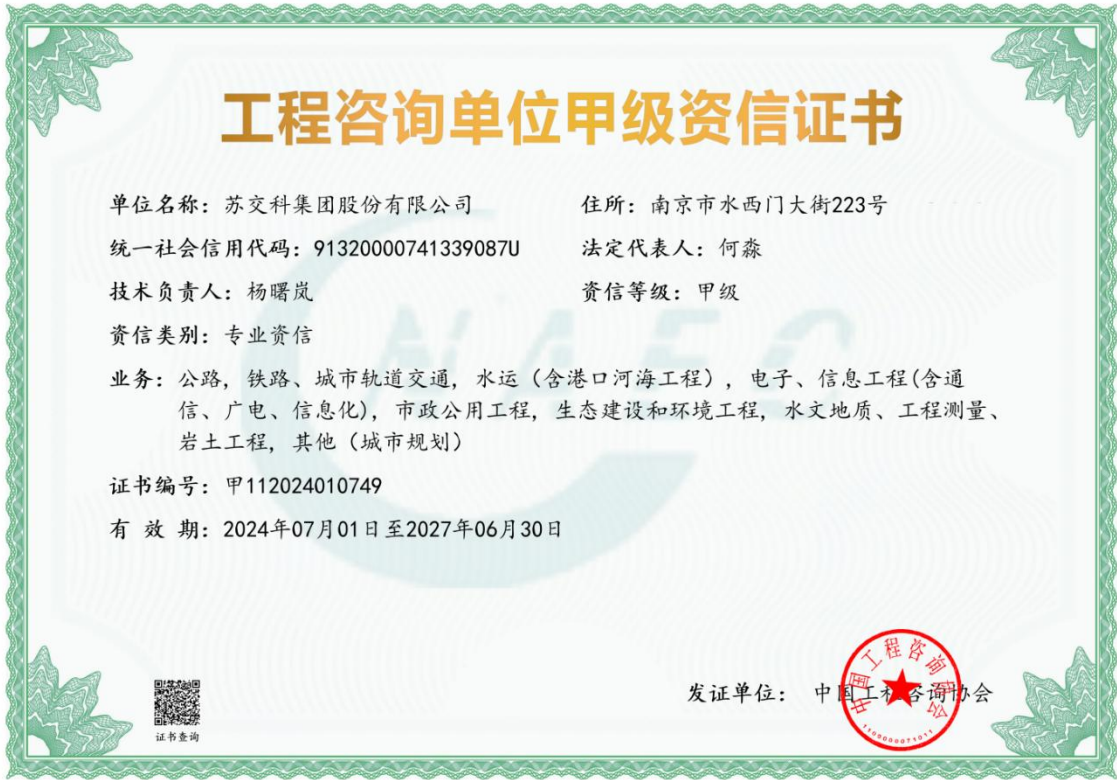 工程咨询单位甲级资信证书
单位名称：苏交科集团股份有限公司
住所：南京市水西门大街223号
统一社会信用代码：91320000741339087U
法定代表人：何淼
技术负责人：杨曙岚
资信等级：甲级
资信类别：专业资信
业务：公路，铁路、城市轨道交通，水运（含港口河海工程），电子、信息工程(含通
信、广电、信息化)，市政公用工程，生态建设和环境工程，水文地质、工程测量、
岩土工程，其他（城市规划）
证书编号：甲112024010749
有 效 期：2024年07月01日至2027年06月30日
CNAEC
证书查询
发证单位： 中国工程咨询协会
中国工程咨询协会